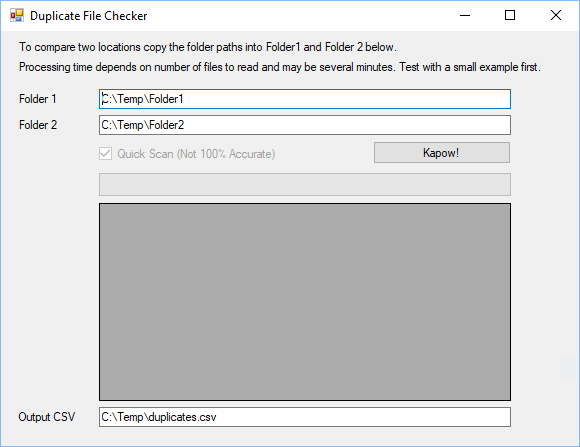 Duplicate File Checker
To compare two locations copy the folder paths into Folder1 and Folder 2 below.
Processing time depends on number of files to read and may be several minutes. Test with a small example first.
Folder 1 C:\Temp\Folder1
Folder 2 C:\Temp\Folder2
Quick Scan (Not 100% Accurate) Kapow!
Output CSV C:\Temp\duplicates.csv